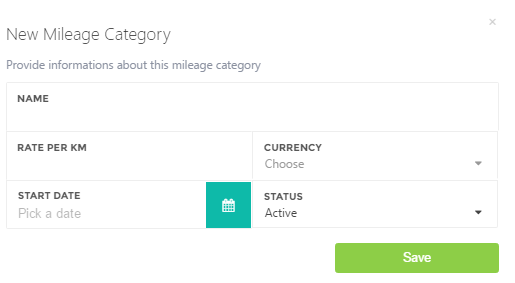 ×
New Mileage Category
Provide informations about this mileage category
NAME
RATE PER KM
CURRENCY
Choose
START DATE
Pick a date
STATUS
Active
Save